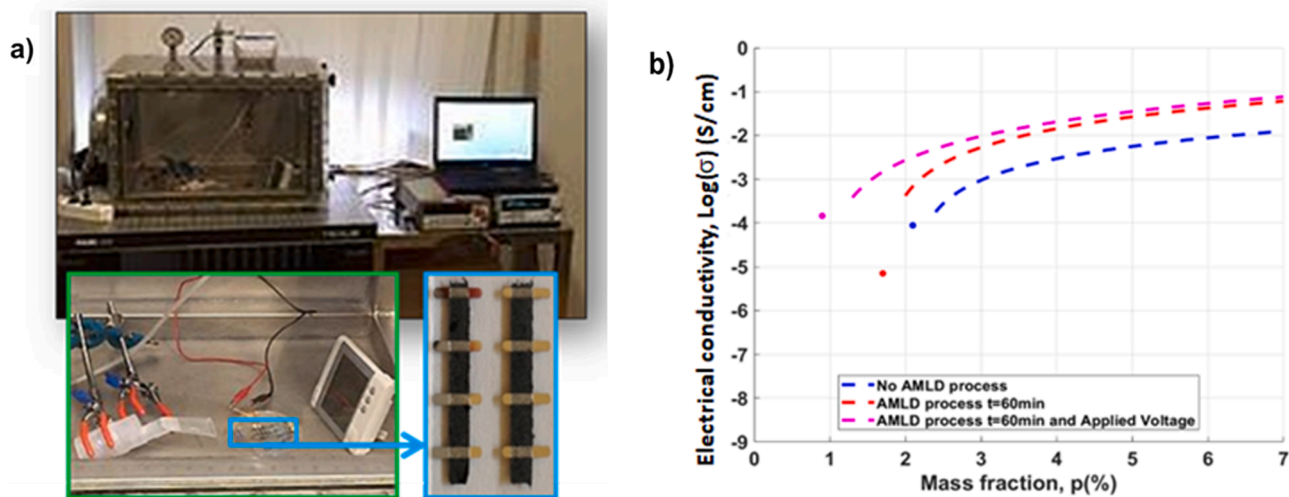 a)
b)
Electrical conductivity, Log(σ) (S/cm)
0
-1
-2
-3
-4
-5
-6
-7
-8
-9
No AMLD process
AMLD process t=60min
AMLD process t=60min and Applied Voltage
0 1 2 3 4 5 6 7
Mass fraction, p(%)